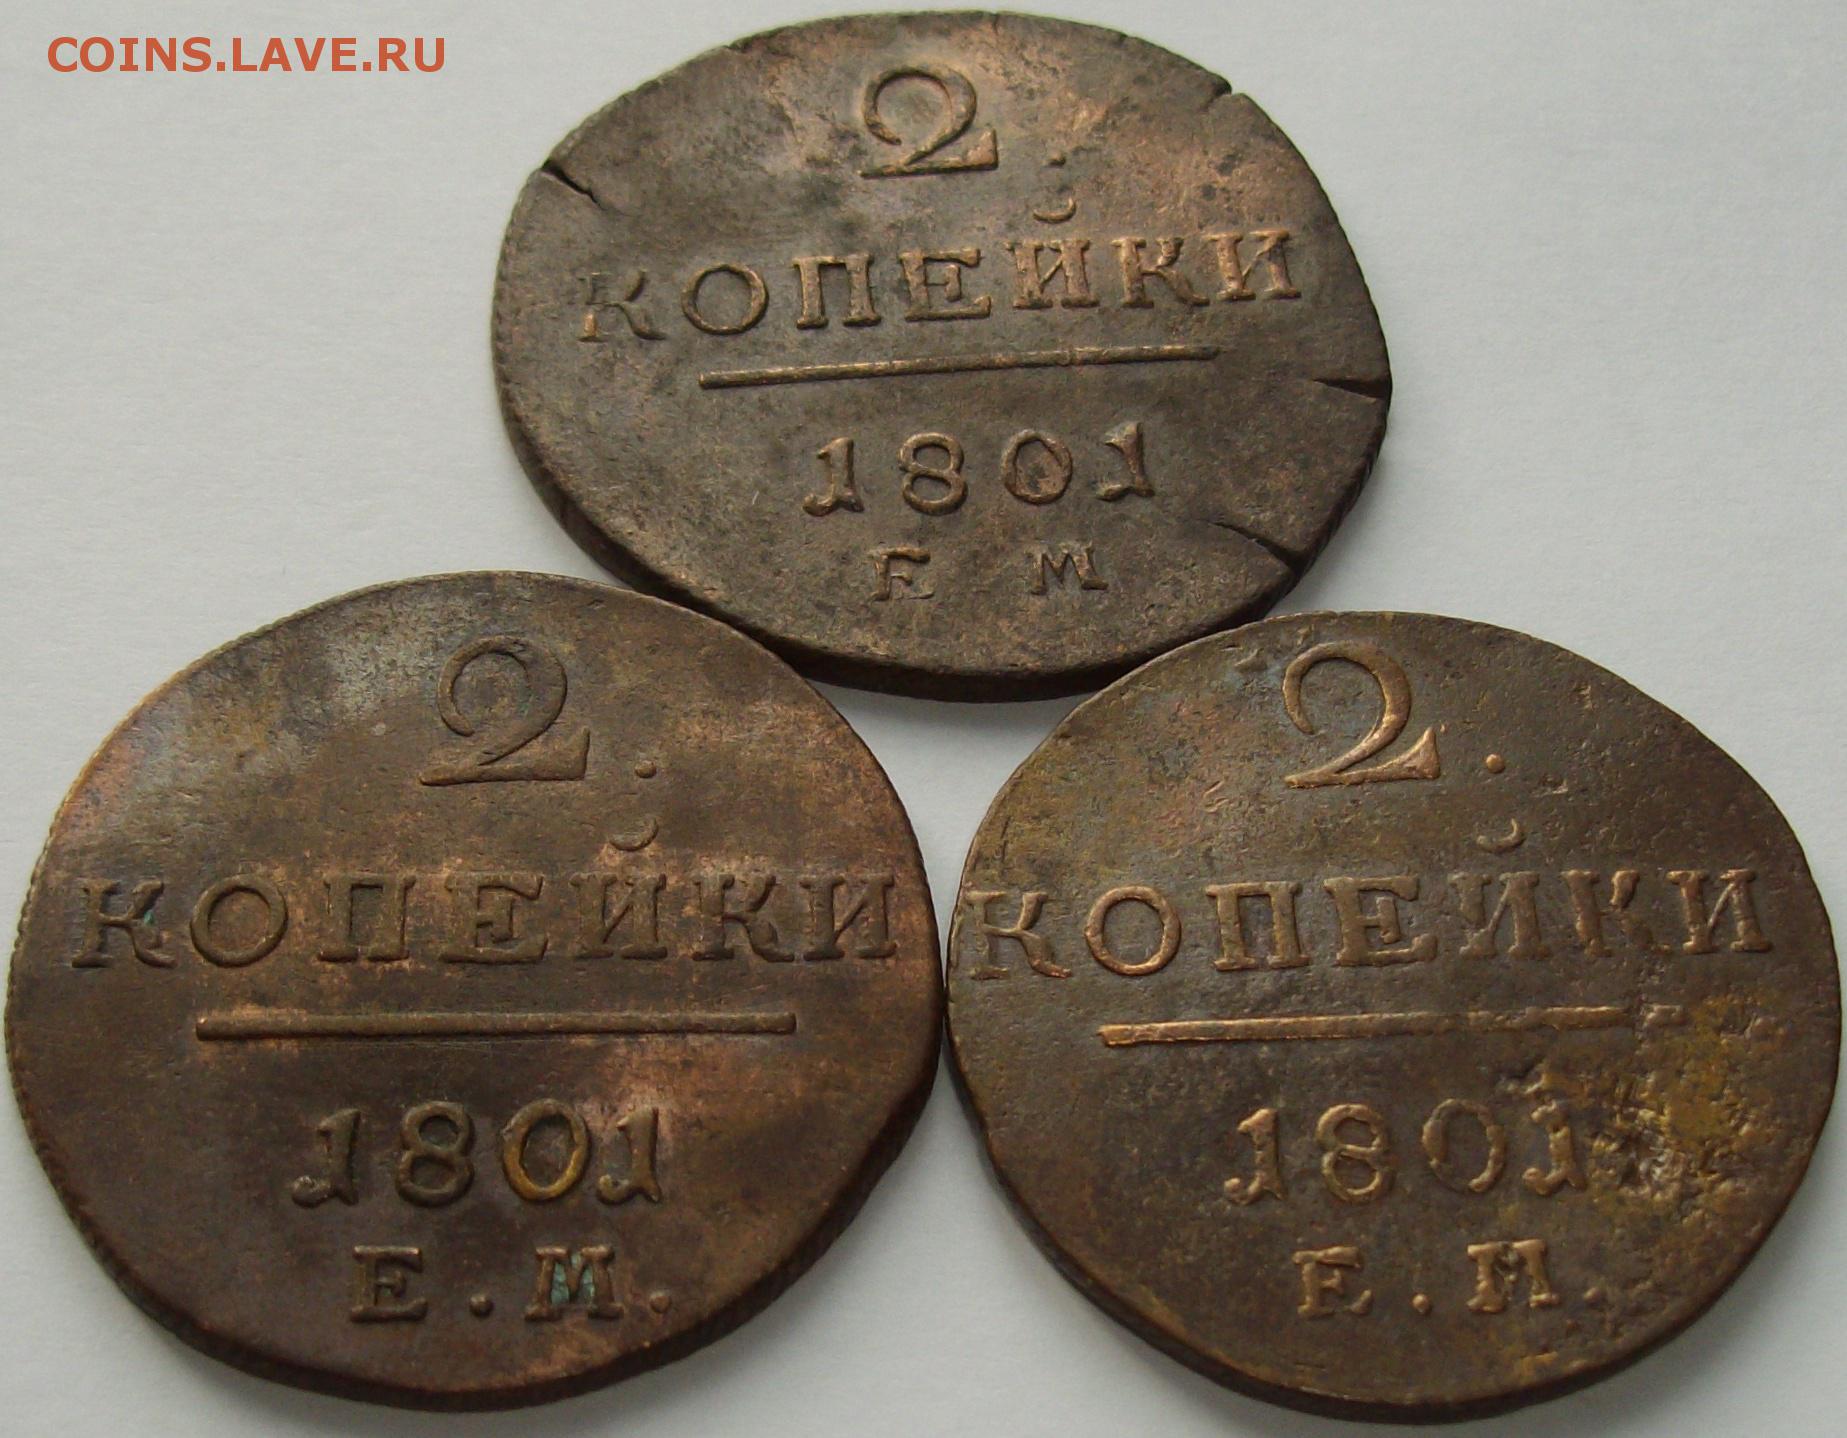 COINS.LAVE.RU
2
КОПЕЙКИ
1801
Е М
2.
КОПЕЙКИ
1801
Е.М.
2.
КОПЕЙКИ
1801
Е.М.